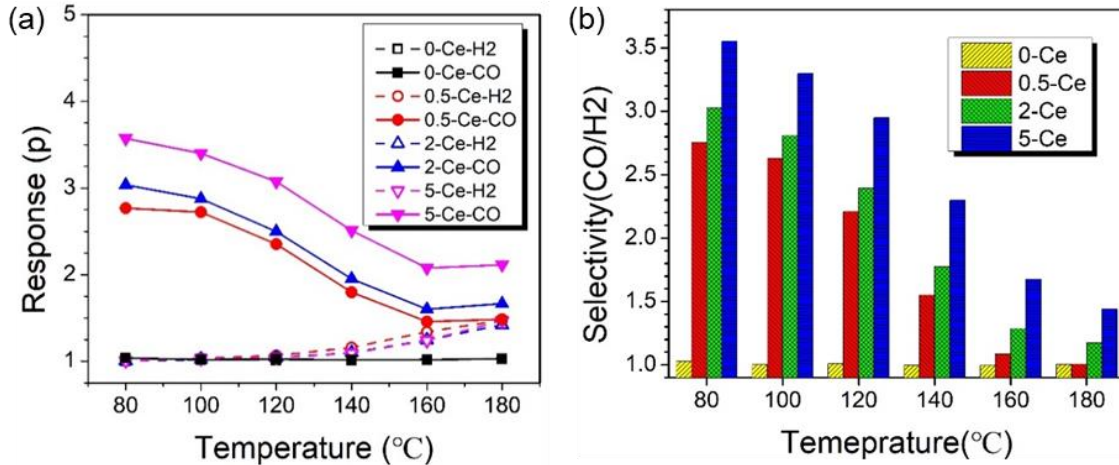 (a)
Response (p)
5
4
3
2
1
0-Ce-H2
0-Ce-CO
0.5-Ce-H2
0.5-Ce-CO
2-Ce-H2
2-Ce-CO
5-Ce-H2
5-Ce-CO
80 100 120 140 160 180
Temperature (°C)
(b)
Selectivity(CO/H2)
3.5
3.0
2.5
2.0
1.5
1.0
0-Ce
0.5-Ce
2-Ce
5-Ce
80 100 120 140 160 180
Temeprature(°C)